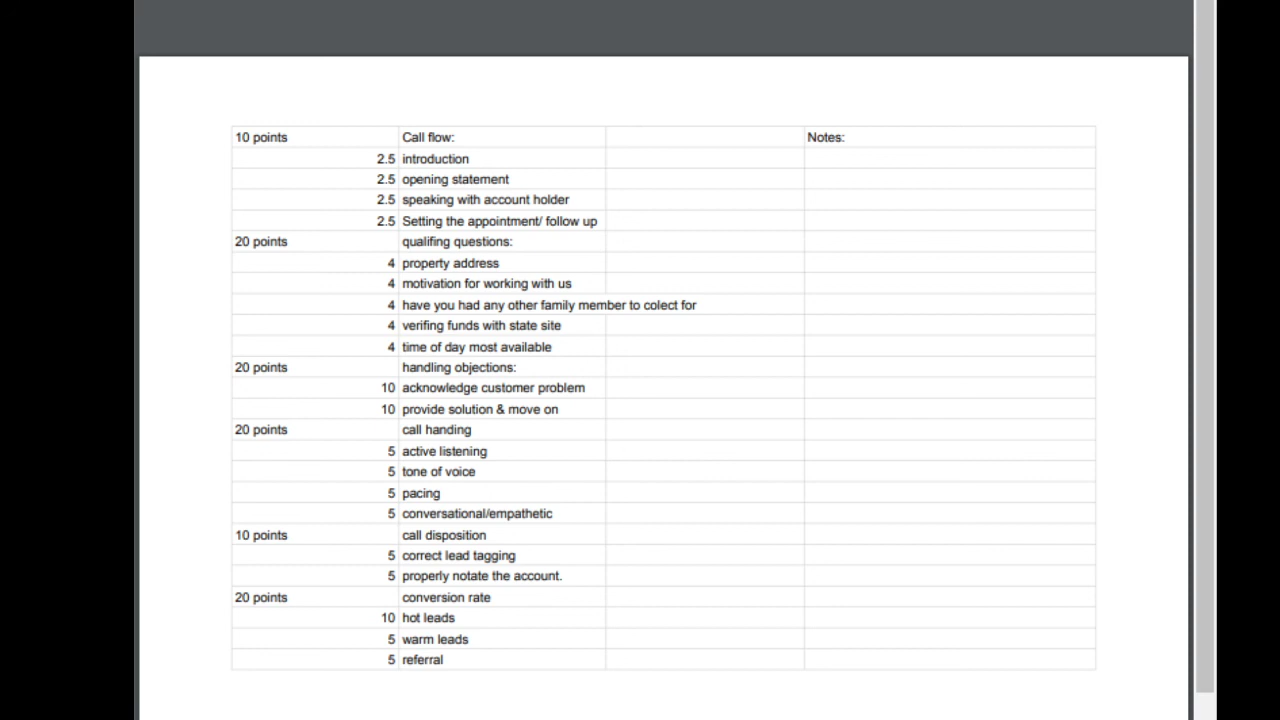 10 points Call flow: Notes:
2.5 introduction
2.5 opening statement
2.5 speaking with account holder
2.5 Setting the appointment/ follow up
20 points qualifing questions:
4 property address
4 motivation for working with us
4 have you had any other family member to colect for
4 verifing funds with state site
4 time of day most available
20 points handling objections:
10 acknowledge customer problem
10 provide solution & move on
20 points call handing
5 active listening
5 tone of voice
5 pacing
5 conversational/empathetic
10 points call disposition
5 correct lead tagging
5 properly notate the account.
20 points conversion rate
10 hot leads
5 warm leads
5 referral